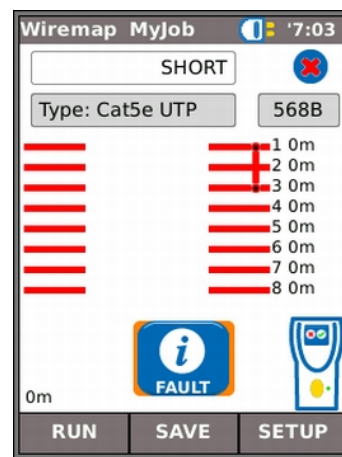 Wiremap MyJob '7:03
SHORT
Type: Cat5e UTP 568B
1 0m
2 0m
3 0m
4 0m
5 0m
6 0m
7 0m
8 0m
i
FAULT
0m
RUN SAVE SETUP